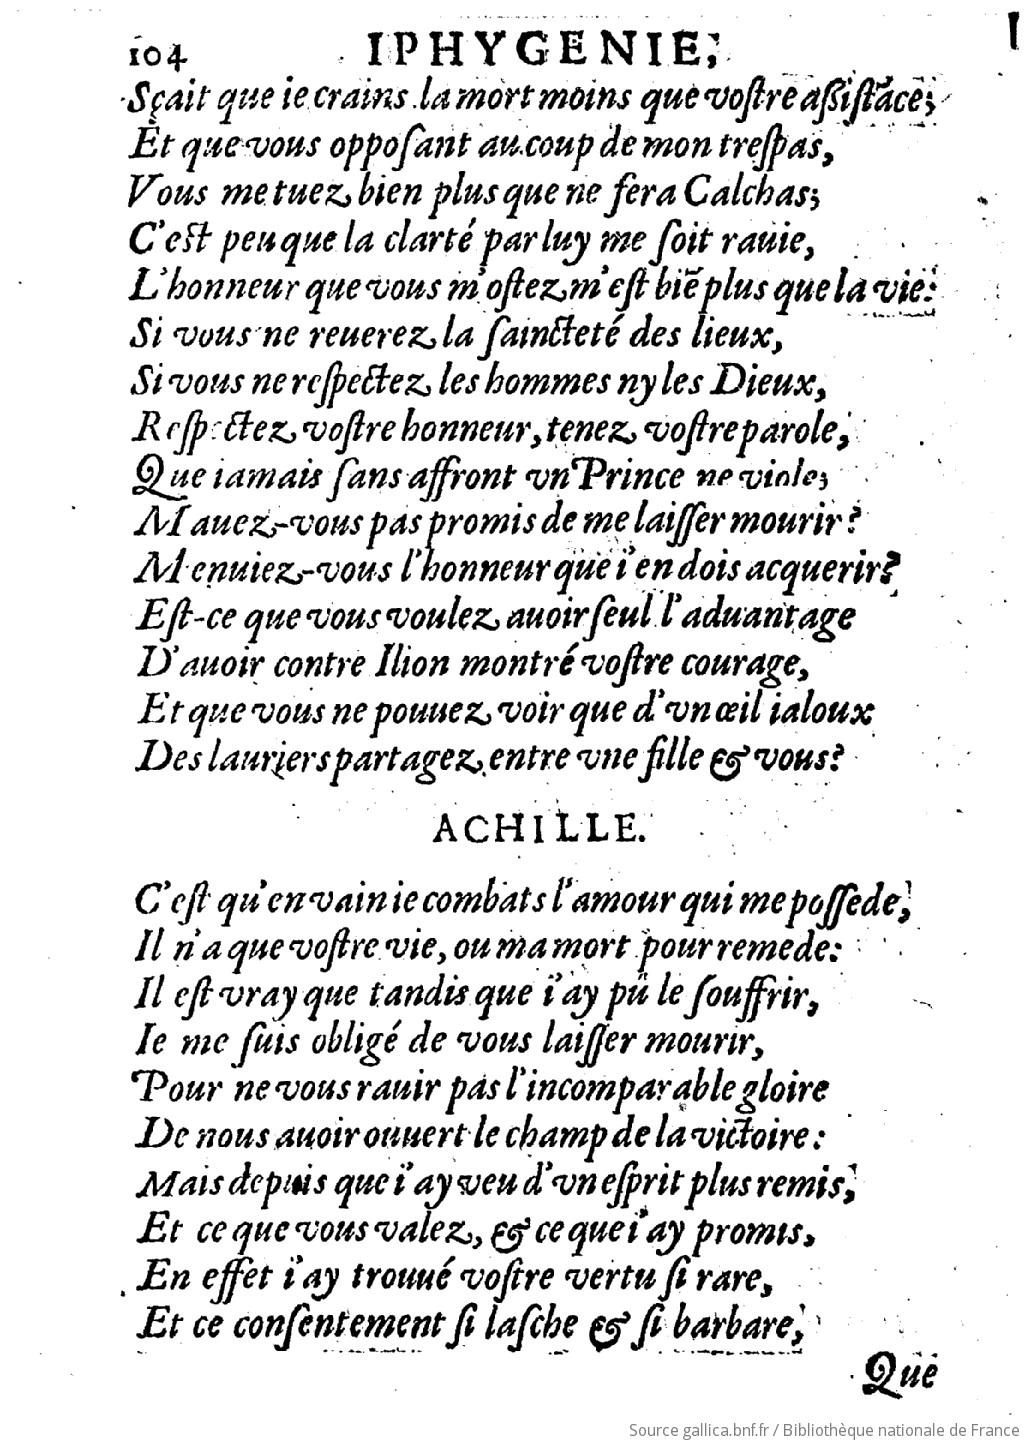 104 IPHYGENIE,
Sçait que ie crains la mort moins que vostre assistãce;
Et que vous opposant au coup de mon trespas,
Vous me tuez bien plus que ne fera Calchas;
C'est peu que la clarté par luy me soit rauie,
L'honneur que vous m'ostez m'est biẽ plus que la vie:
Si vous ne reuerez la saincteté des lieux,
Si vous ne respectez les hommes ny les Dieux,
Respectez vostre honneur, tenez vostre parole,
Que iamais sans affront vn Prince ne viole;
M'auez-vous pas promis de me laisser mourir?
M'enuiez-vous l'honneur que i'en dois acquerir?
Est-ce que vous voulez auoir seul l'aduantage
D'auoir contre Ilion montré vostre courage,
Et que vous ne pouuez voir que d'vn œil ialoux
Des lauriers partagez entre vne fille & vous?
ACHILLE.
C'est qu'en vain ie combats l'amour qui me possede,
Il n'a que vostre vie, ou ma mort pour remede:
Il est vray que tandis que i'ay pû le souffrir,
Ie me suis obligé de vous laisser mourir,
Pour ne vous rauir pas l'incomparable gloire
De nous auoir ouuert le champ de la victoire:
Mais depuis que i'ay veu d'vn esprit plus remis,
Et ce que vous valez, & ce que i'ay promis,
En effet i'ay trouué vostre vertu si rare,
Et ce consentement si lasche & si barbare,
Que
Source gallica.bnf.fr / Bibliothèque nationale de France